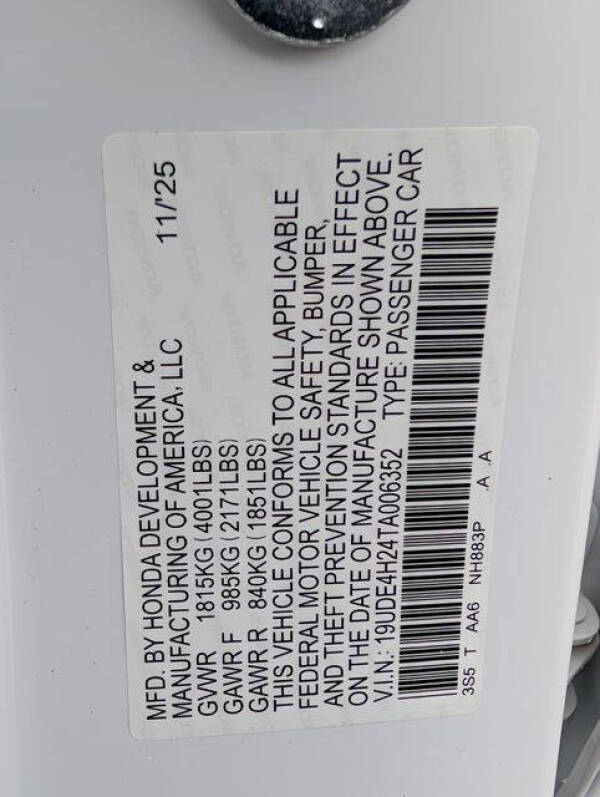 MFD. BY HONDA DEVELOPMENT &
MANUFACTURING OF AMERICA, LLC 11/'25
GVWR 1815KG (4001LBS)
GAWR F 985KG (2171LBS)
GAWR R 840KG (1851LBS)
THIS VEHICLE CONFORMS TO ALL APPLICABLE
FEDERAL MOTOR VEHICLE SAFETY, BUMPER,
AND THEFT PREVENTION STANDARDS IN EFFECT
ON THE DATE OF MANUFACTURE SHOWN ABOVE.
V.I.N.: 19UDE4H24TA006352 TYPE: PASSENGER CAR
3S5 T AA6 NH883P .A .A